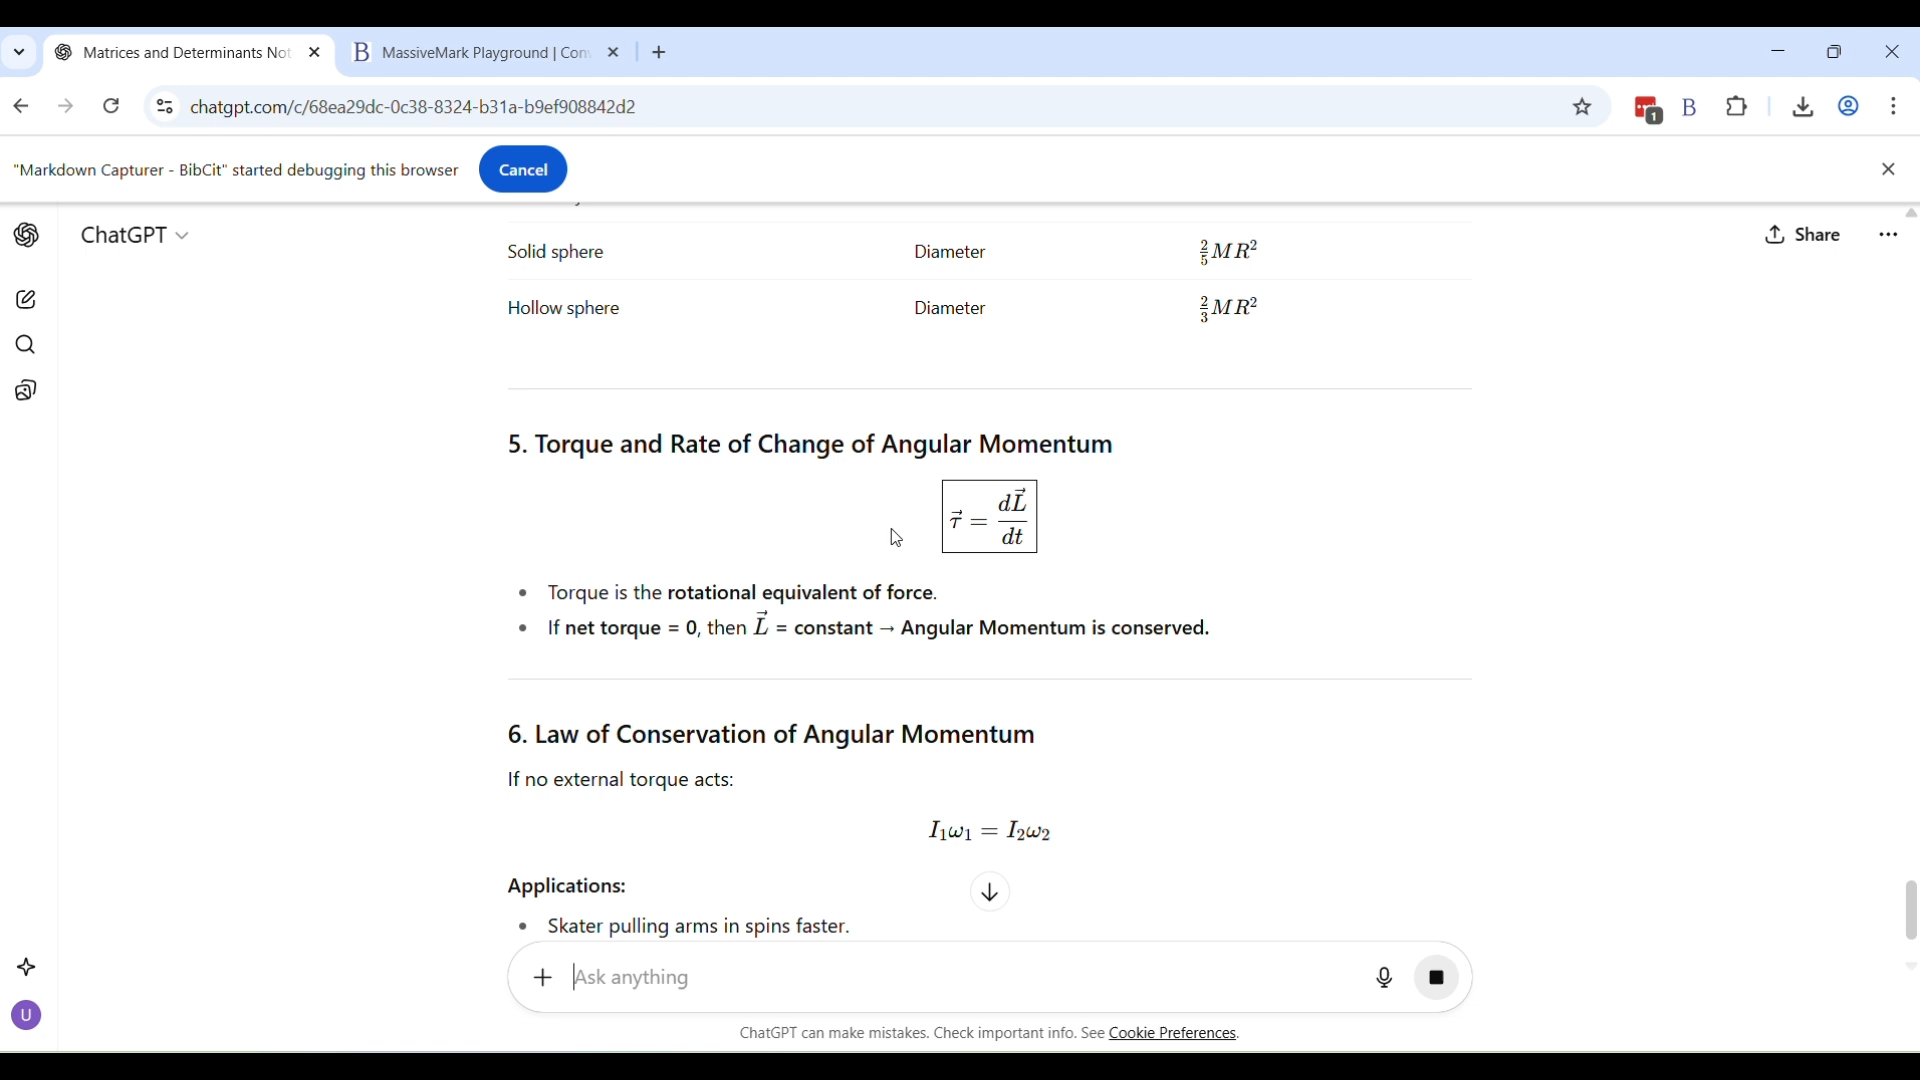 Matrices and Determinants Not
B MassiveMark Playground | Con
chatgpt.com/c/68ea29dc-0c38-8324-b31a-b9ef908842d2
1
B
"Markdown Capturer - BibCit" started debugging this browser Cancel
ChatGPT
Share
Solid sphere Diameter 2/5 MR²
Hollow sphere Diameter 2/3 MR²
5. Torque and Rate of Change of Angular Momentum
τ⃗ = dL⃗/dt
• Torque is the rotational equivalent of force.
• If net torque = 0, then L⃗ = constant → Angular Momentum is conserved.
6. Law of Conservation of Angular Momentum
If no external torque acts:
I₁ω₁ = I₂ω₂
Applications:
• Skater pulling arms in spins faster.
Ask anything
U
ChatGPT can make mistakes. Check important info. See Cookie Preferences.